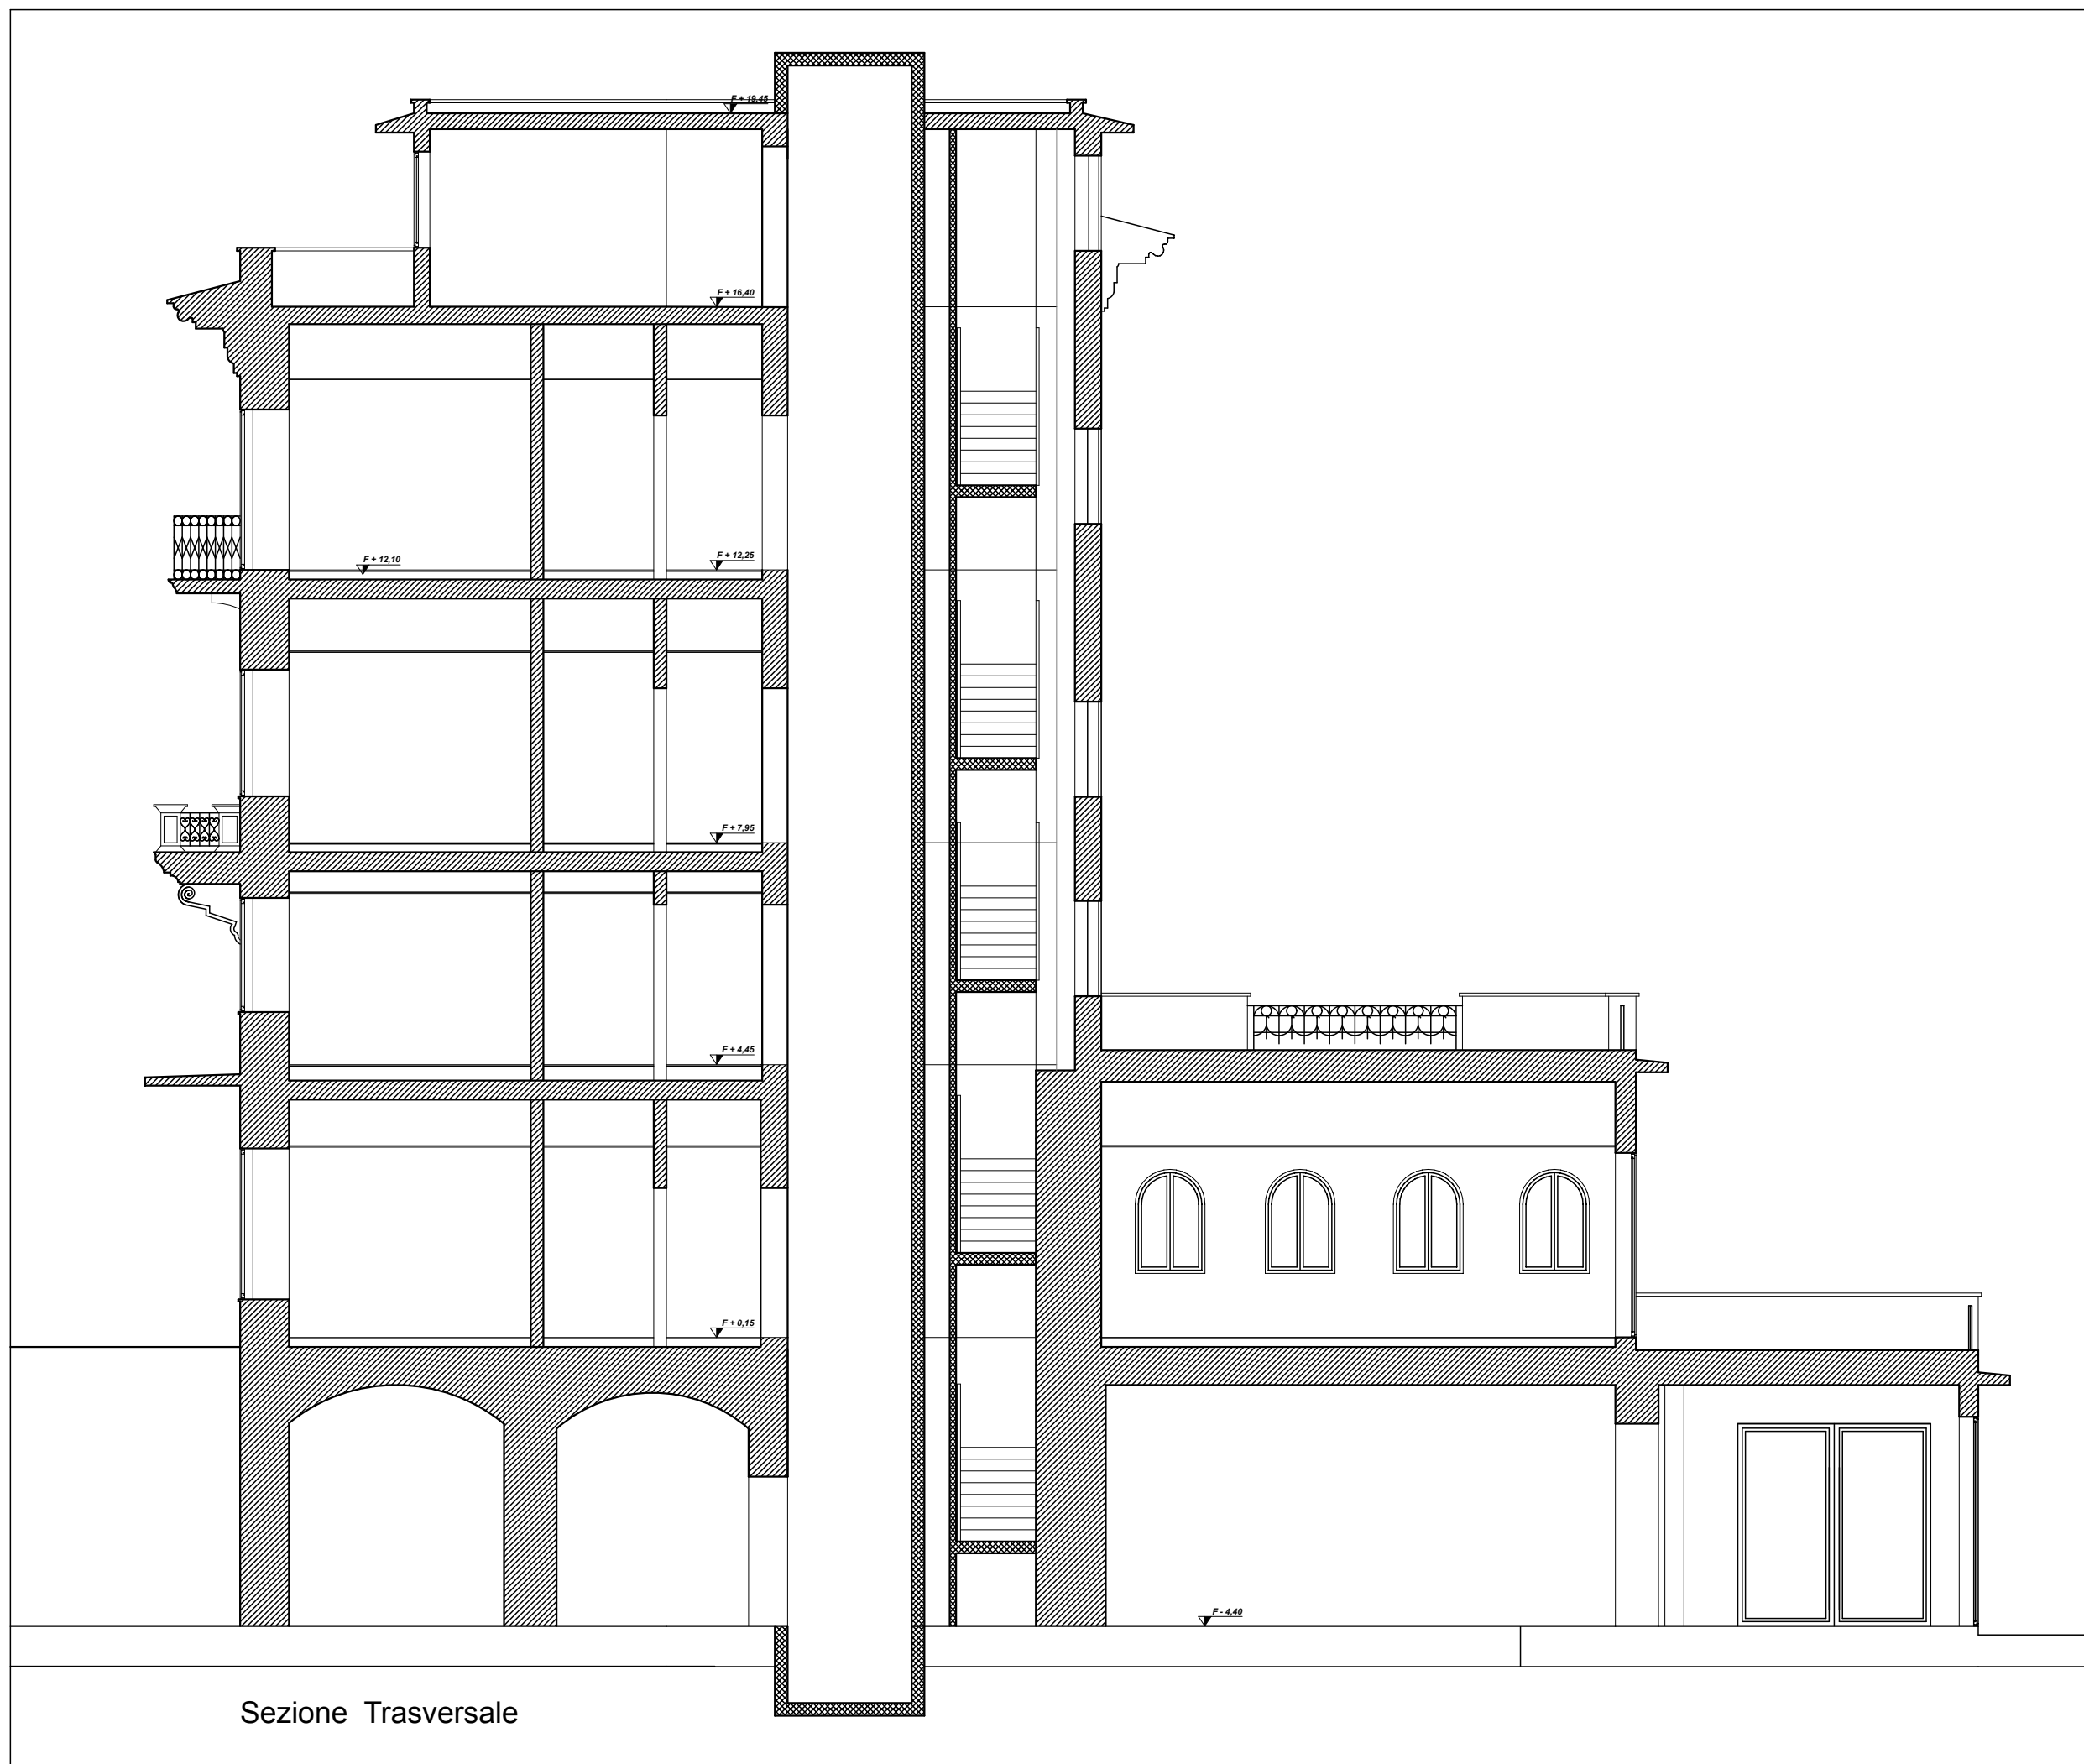 F + 19,45
F + 16,40
F + 12,10
F + 12,25
F + 7,95
F + 4,45
F + 0,15
F - 4,40
Sezione Trasversale